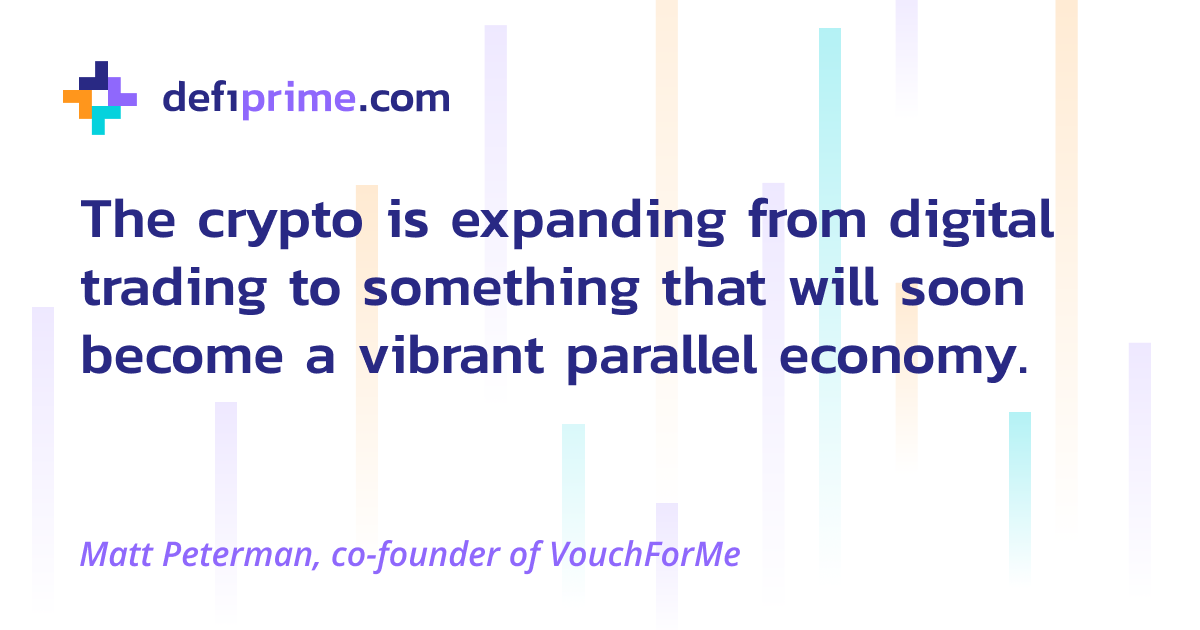 defiprime.com
The crypto is expanding from digital
trading to something that will soon
become a vibrant parallel economy.
Matt Peterman, co-founder of VouchForMe